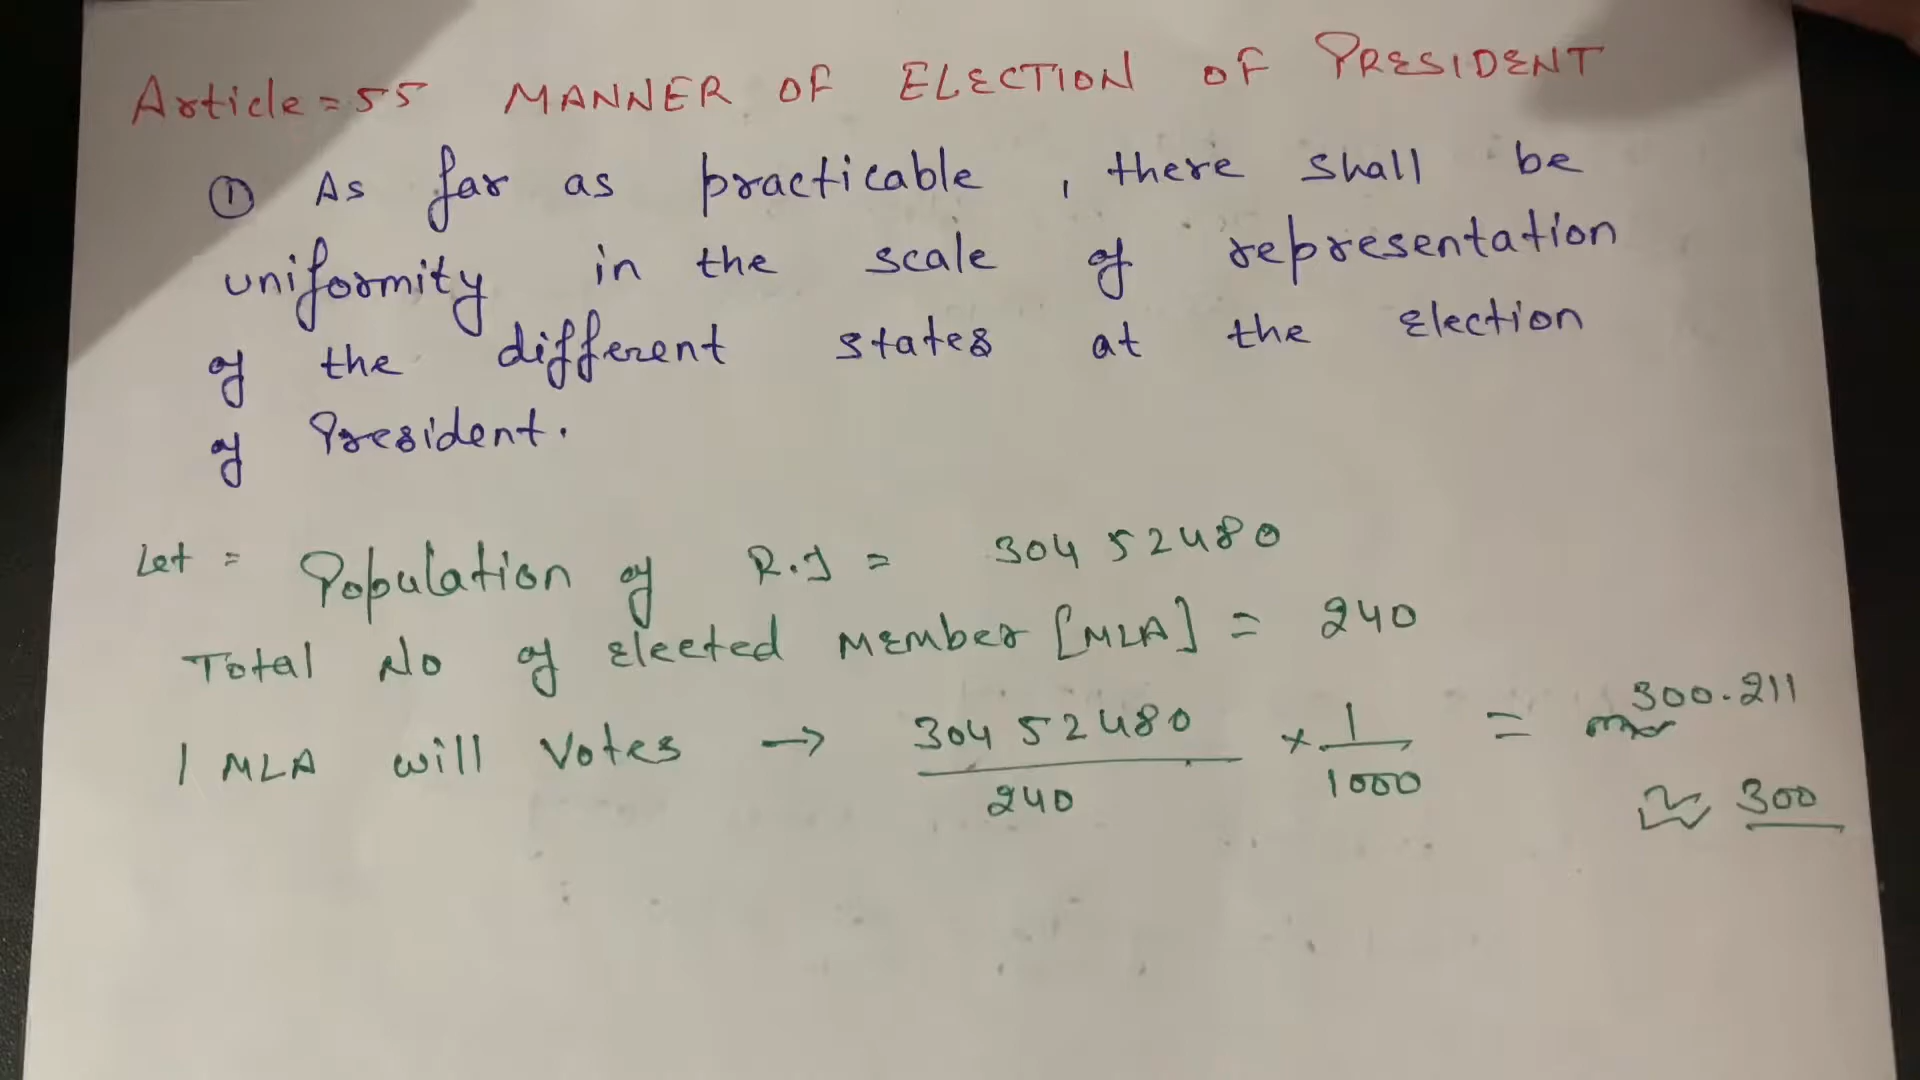 Article = 55 MANNER OF ELECTION OF PRESIDENT
① As far as practicable, there shall be
uniformity in the scale of representation
of the different states at the Election
of President.
Let = Population of R.J = 30452480
Total No of elected Member [MLA] = 240
1 MLA will Votes → 30452480 / 240 × 1 / 1000 = 300.211
≈ 300